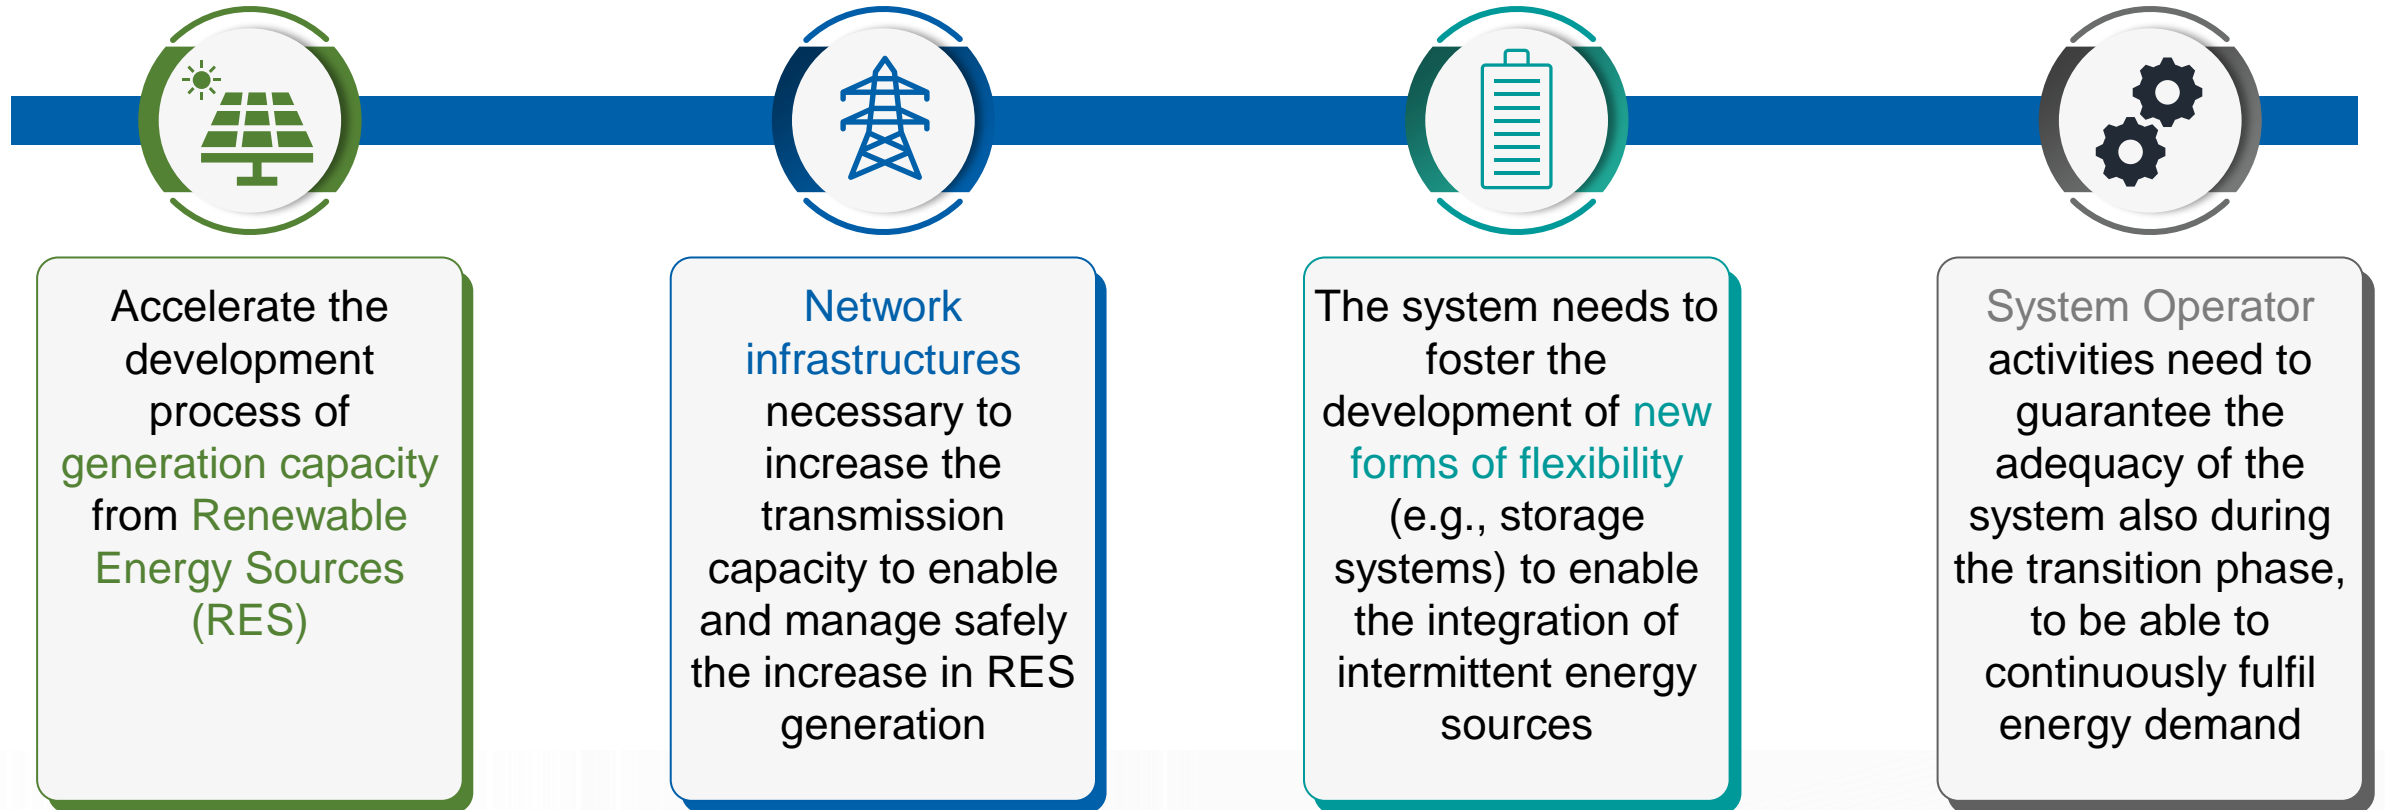 Accelerate the
development
process of
generation capacity
from Renewable
Energy Sources
(RES)
Network
infrastructures
necessary to
increase the
transmission
capacity to enable
and manage safely
the increase in RES
generation
The system needs to
foster the
development of new
forms of flexibility
(e.g., storage
systems) to enable
the integration of
intermittent energy
sources
System Operator
activities need to
guarantee the
adequacy of the
system also during
the transition phase,
to be able to
continuously fulfil
energy demand